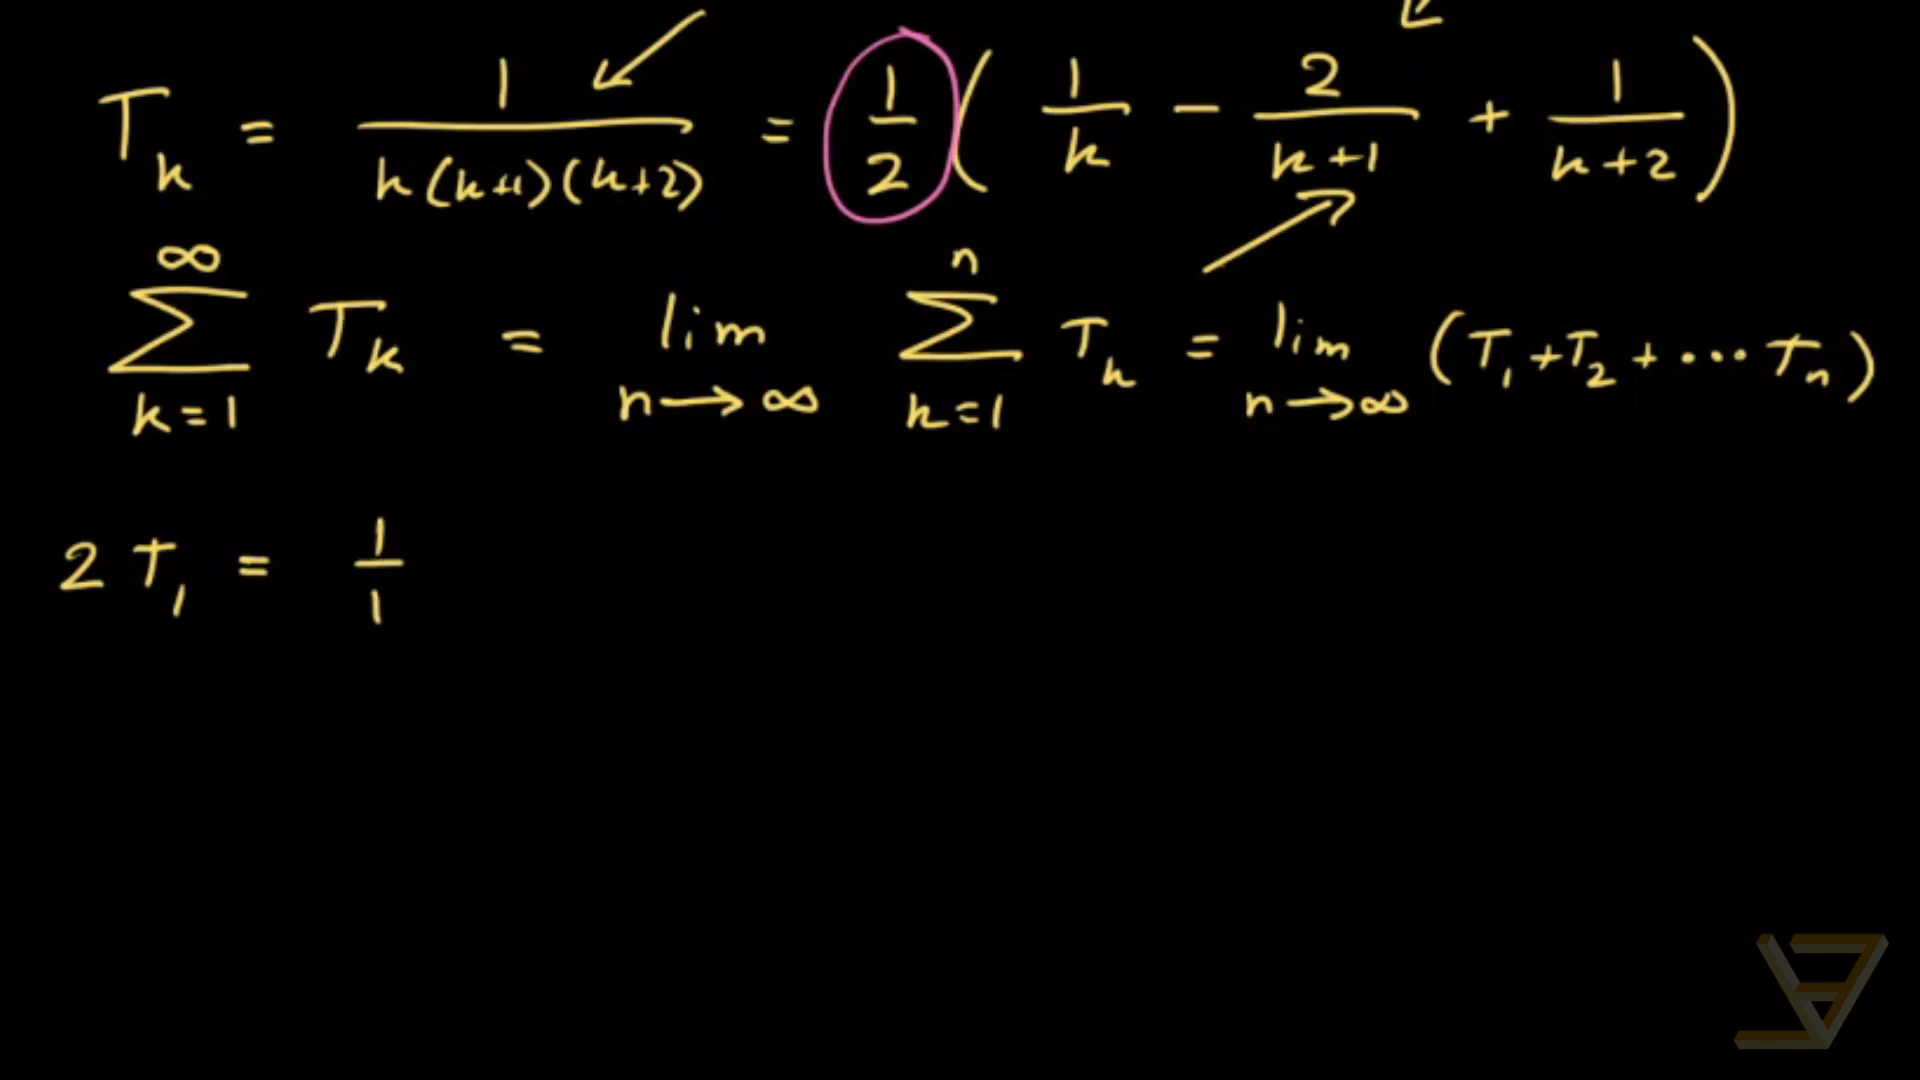 T_k = 1/(k(k+1)(k+2)) = 1/2 ( 1/k − 2/(k+1) + 1/(k+2) )
∑_{k=1}^{∞} T_k = lim_{n→∞} ∑_{k=1}^{n} T_k = lim_{n→∞} (T_1 + T_2 + ... T_n)
2 T_1 = 1/1